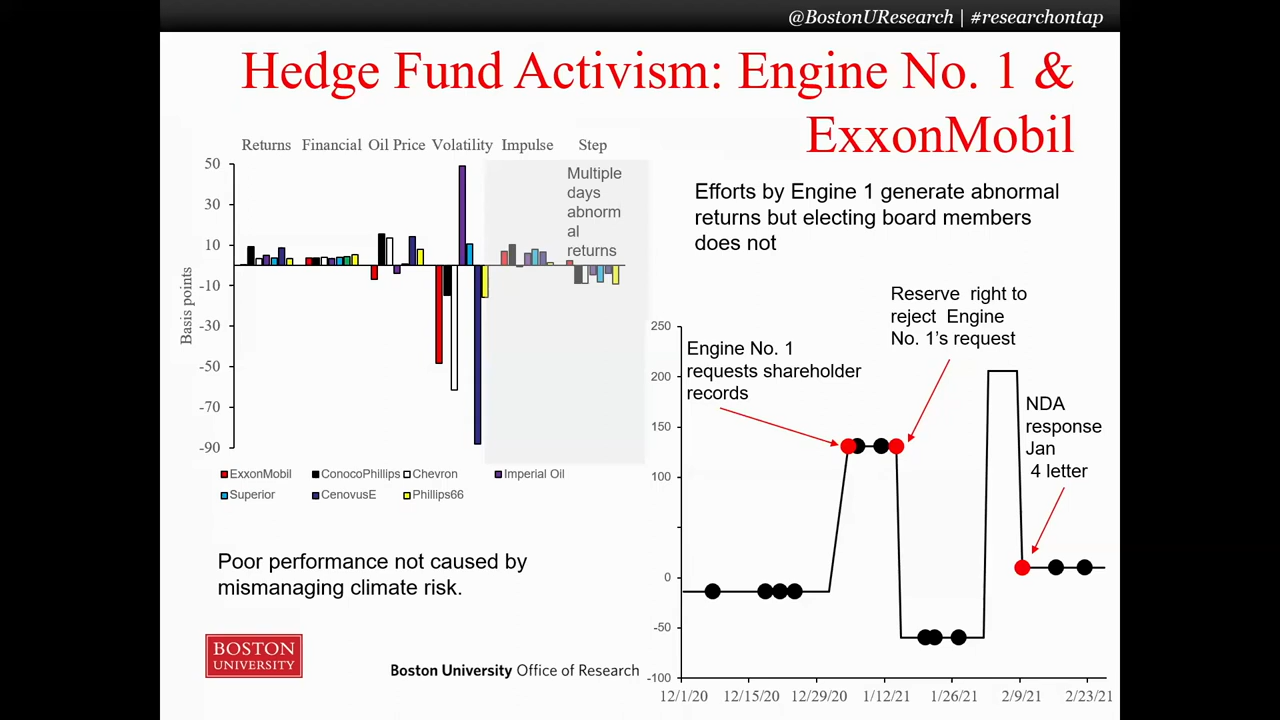 @BostonUResearch | #researchontap
Hedge Fund Activism: Engine No. 1 &
ExxonMobil
Returns Financial Oil Price Volatility Impulse Step
50
30
10
-10
-30
-50
-70
-90
Basis points
Multiple
days
abnorm
al
returns
ExxonMobil ConocoPhillips Chevron Imperial Oil
Superior CenovusE Phillips66
Poor performance not caused by
mismanaging climate risk.
Efforts by Engine 1 generate abnormal
returns but electing board members
does not
Reserve right to
reject Engine
No. 1's request
Engine No. 1
requests shareholder
records
NDA
response
Jan
4 letter
250
200
150
100
0
-50
-100
12/1/20 12/15/20 12/29/20 1/12/21 1/26/21 2/9/21 2/23/21
BOSTON
UNIVERSITY
Boston University Office of Research